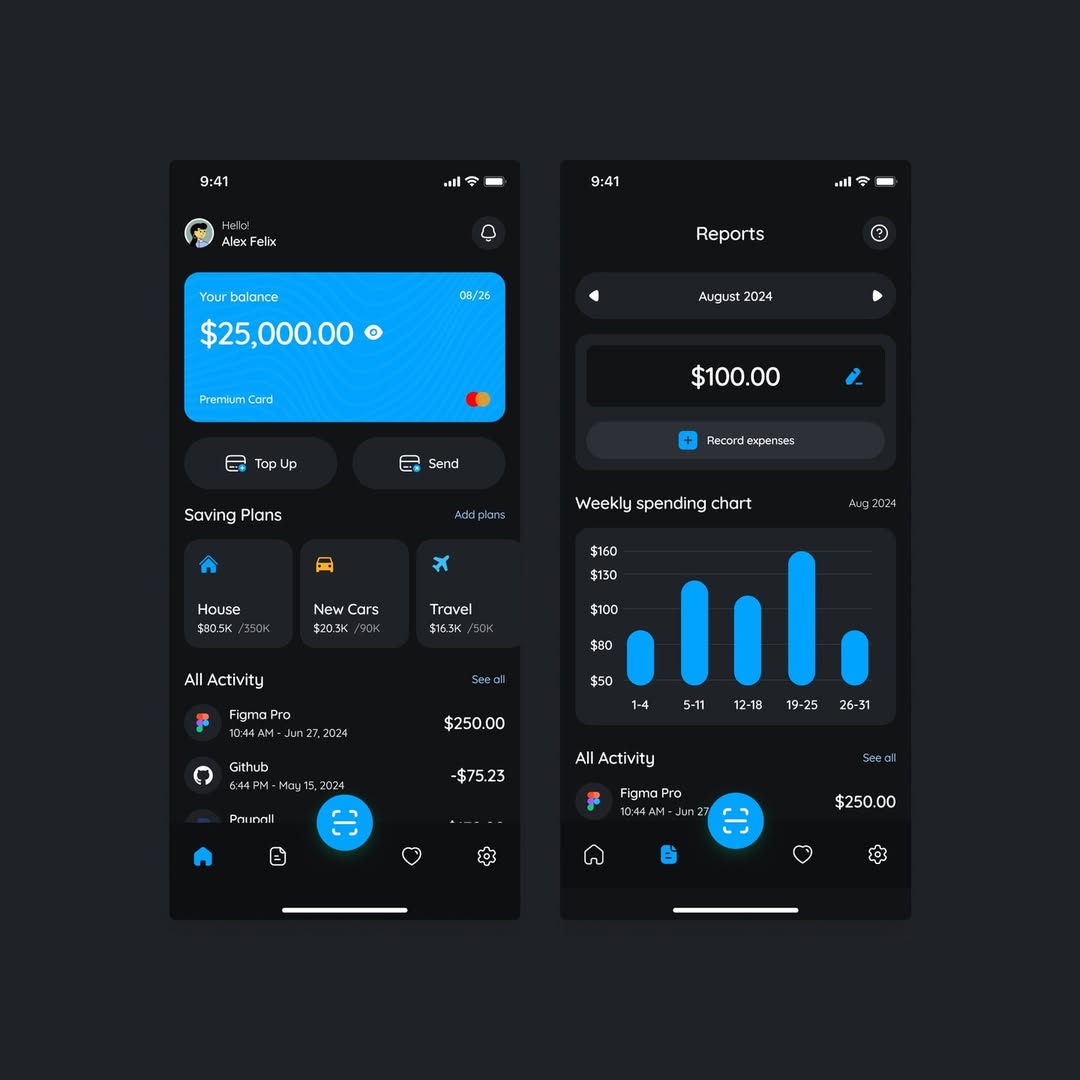 9:41
Hello!
Alex Felix
Your balance
08/26
$25,000.00
Premium Card
Top Up
Send
Saving Plans
Add plans
House
$80.5K /350K
New Cars
$20.3K /90K
Travel
$16.3K /50K
All Activity
See all
Figma Pro
10:44 AM - Jun 27, 2024
$250.00
Github
6:44 PM - May 15, 2024
-$75.23
Paypall
9:41
Reports
August 2024
$100.00
Record expenses
Weekly spending chart
Aug 2024
$160
$130
$100
$80
$50
1-4
5-11
12-18
19-25
26-31
All Activity
See all
Figma Pro
10:44 AM - Jun 27
$250.00